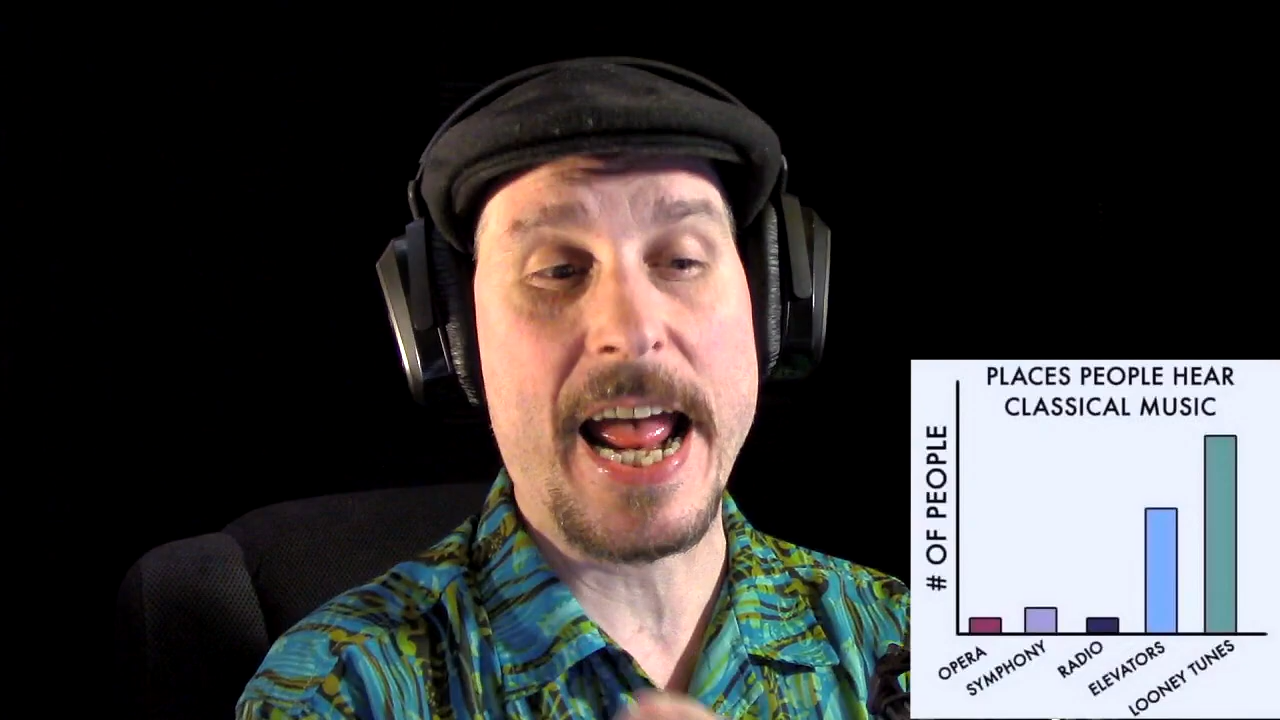 PLACES PEOPLE HEAR
CLASSICAL MUSIC
# OF PEOPLE
OPERA
SYMPHONY
RADIO
ELEVATORS
LOONEY TUNES